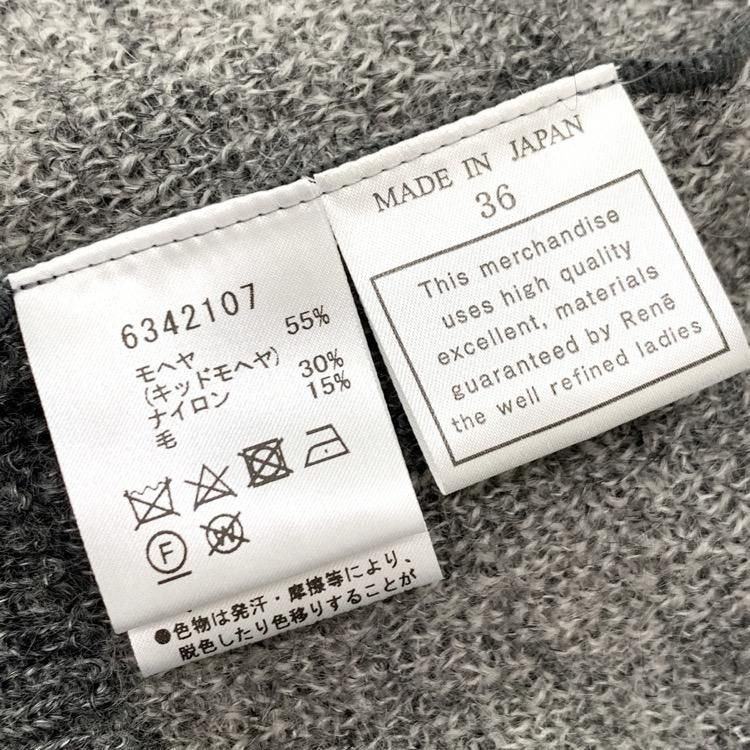 6342107
モヘヤ 55%
(キッドモヘヤ)
ナイロン 30%
毛 15%
F
W
●色物は発汗・摩擦等により、
脱色したり色移りすることが
MADE IN JAPAN
36
This merchandise
uses high quality
excellent, materials
guaranteed by Renē
the well refined ladies